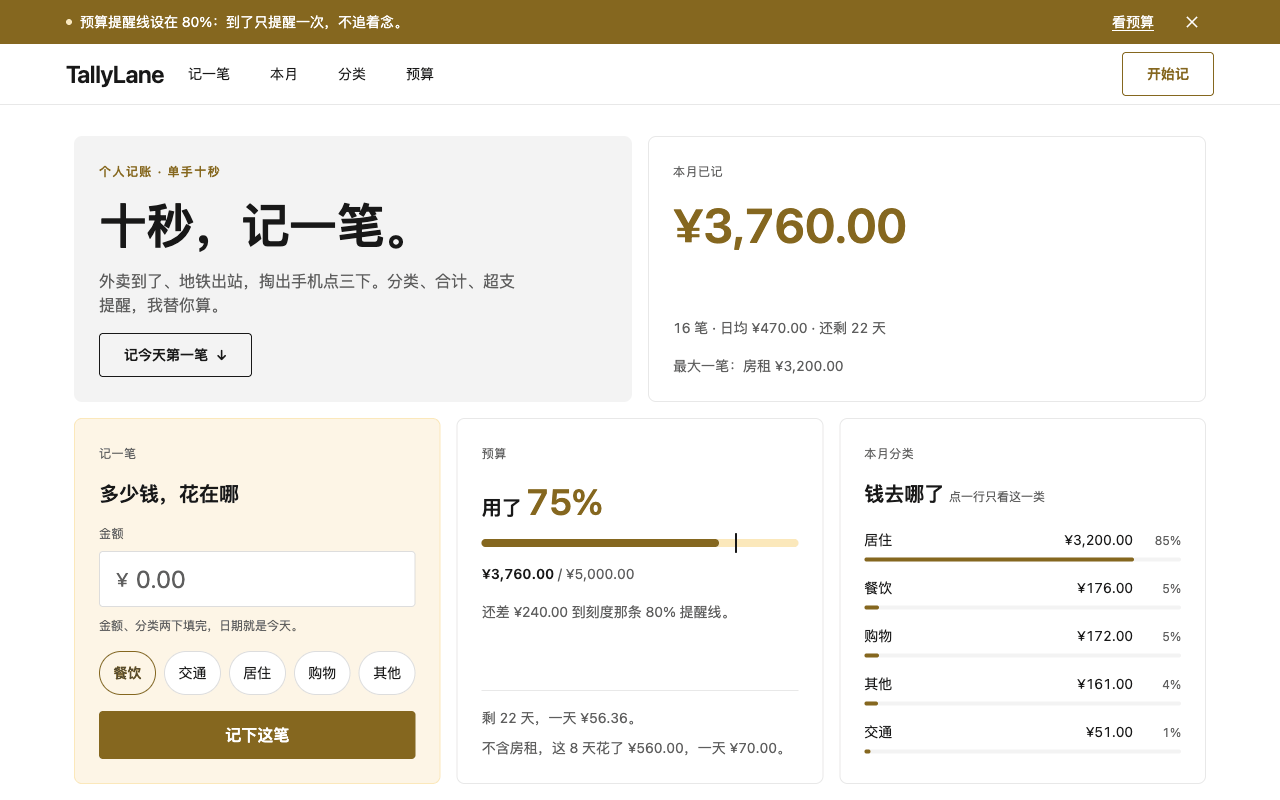 预算提醒线设在 80%：到了只提醒一次，不追着念。
看预算
TallyLane
记一笔
本月
分类
预算
开始记
个人记账 · 单手十秒
十秒，记一笔。
外卖到了、地铁出站，掏出手机点三下。分类、合计、超支
提醒，我替你算。
记今天第一笔 ↓
本月已记
¥3,760.00
16 笔 · 日均 ¥470.00 · 还剩 22 天
最大一笔：房租 ¥3,200.00
记一笔
多少钱，花在哪
金额
¥ 0.00
金额、分类两下填完，日期就是今天。
餐饮
交通
居住
购物
其他
记下这笔
预算
用了 75%
¥3,760.00 / ¥5,000.00
还差 ¥240.00 到刻度那条 80% 提醒线。
剩 22 天，一天 ¥56.36。
不含房租，这 8 天花了 ¥560.00，一天 ¥70.00。
本月分类
钱去哪了 点一行只看这一类
居住 ¥3,200.00 85%
餐饮 ¥176.00 5%
购物 ¥172.00 5%
其他 ¥161.00 4%
交通 ¥51.00 1%